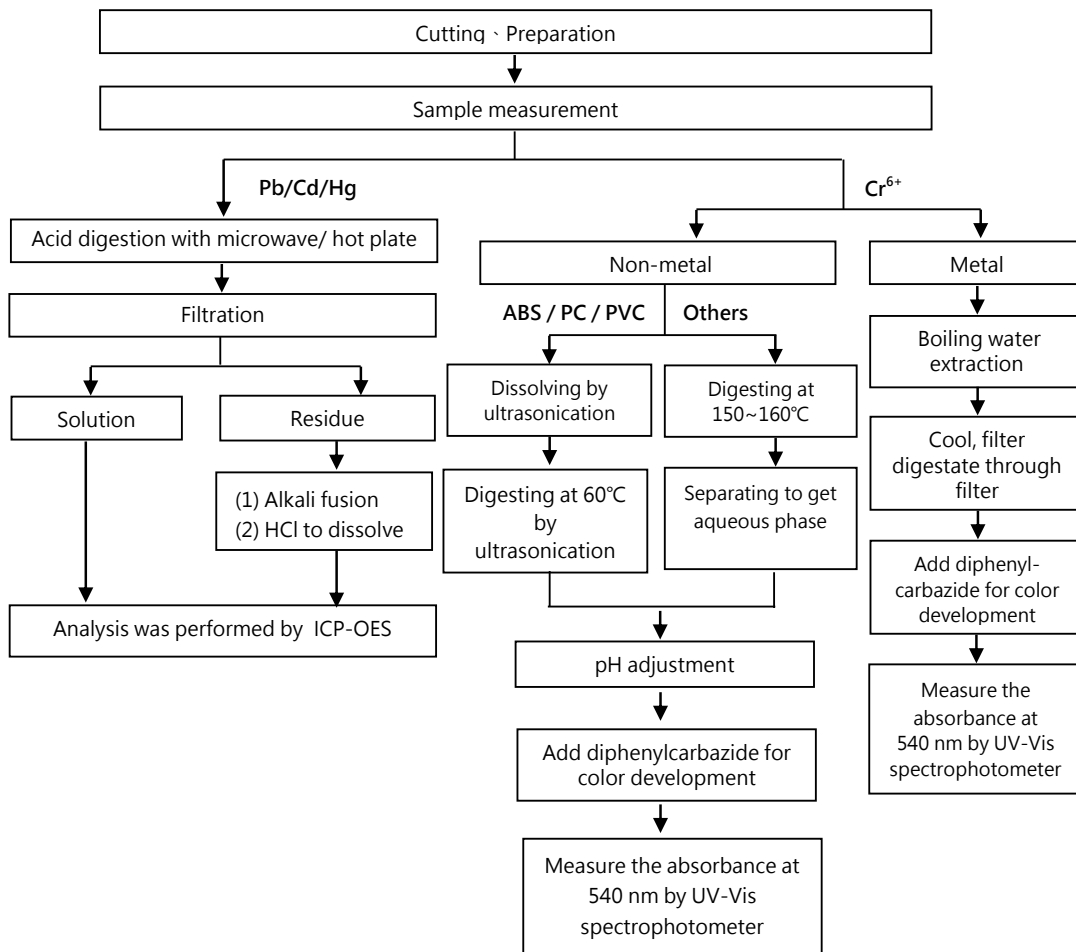 Cutting、Preparation
Sample measurement
Pb/Cd/Hg
Cr⁶⁺
Acid digestion with microwave/ hot plate
Filtration
Solution
Residue
(1) Alkali fusion
(2) HCl to dissolve
Analysis was performed by ICP-OES
Non-metal
ABS / PC / PVC
Others
Dissolving by
ultrasonication
Digesting at
150~160℃
Digesting at 60℃
by
ultrasonication
Separating to get
aqueous phase
pH adjustment
Add diphenylcarbazide for
color development
Measure the absorbance at
540 nm by UV-Vis
spectrophotometer
Metal
Boiling water
extraction
Cool, filter
digestate through
filter
Add diphenyl-
carbazide for color
development
Measure the
absorbance at
540 nm by UV-Vis
spectrophotometer